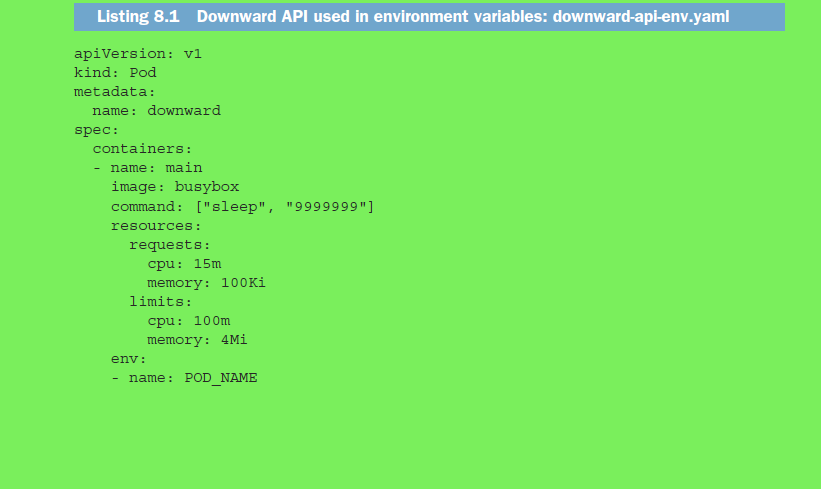 Listing 8.1 Downward API used in environment variables: downward-api-env.yaml
apiVersion: v1
kind: Pod
metadata:
  name: downward
spec:
  containers:
  - name: main
    image: busybox
    command: ["sleep", "9999999"]
    resources:
      requests:
        cpu: 15m
        memory: 100Ki
      limits:
        cpu: 100m
        memory: 4Mi
    env:
    - name: POD_NAME